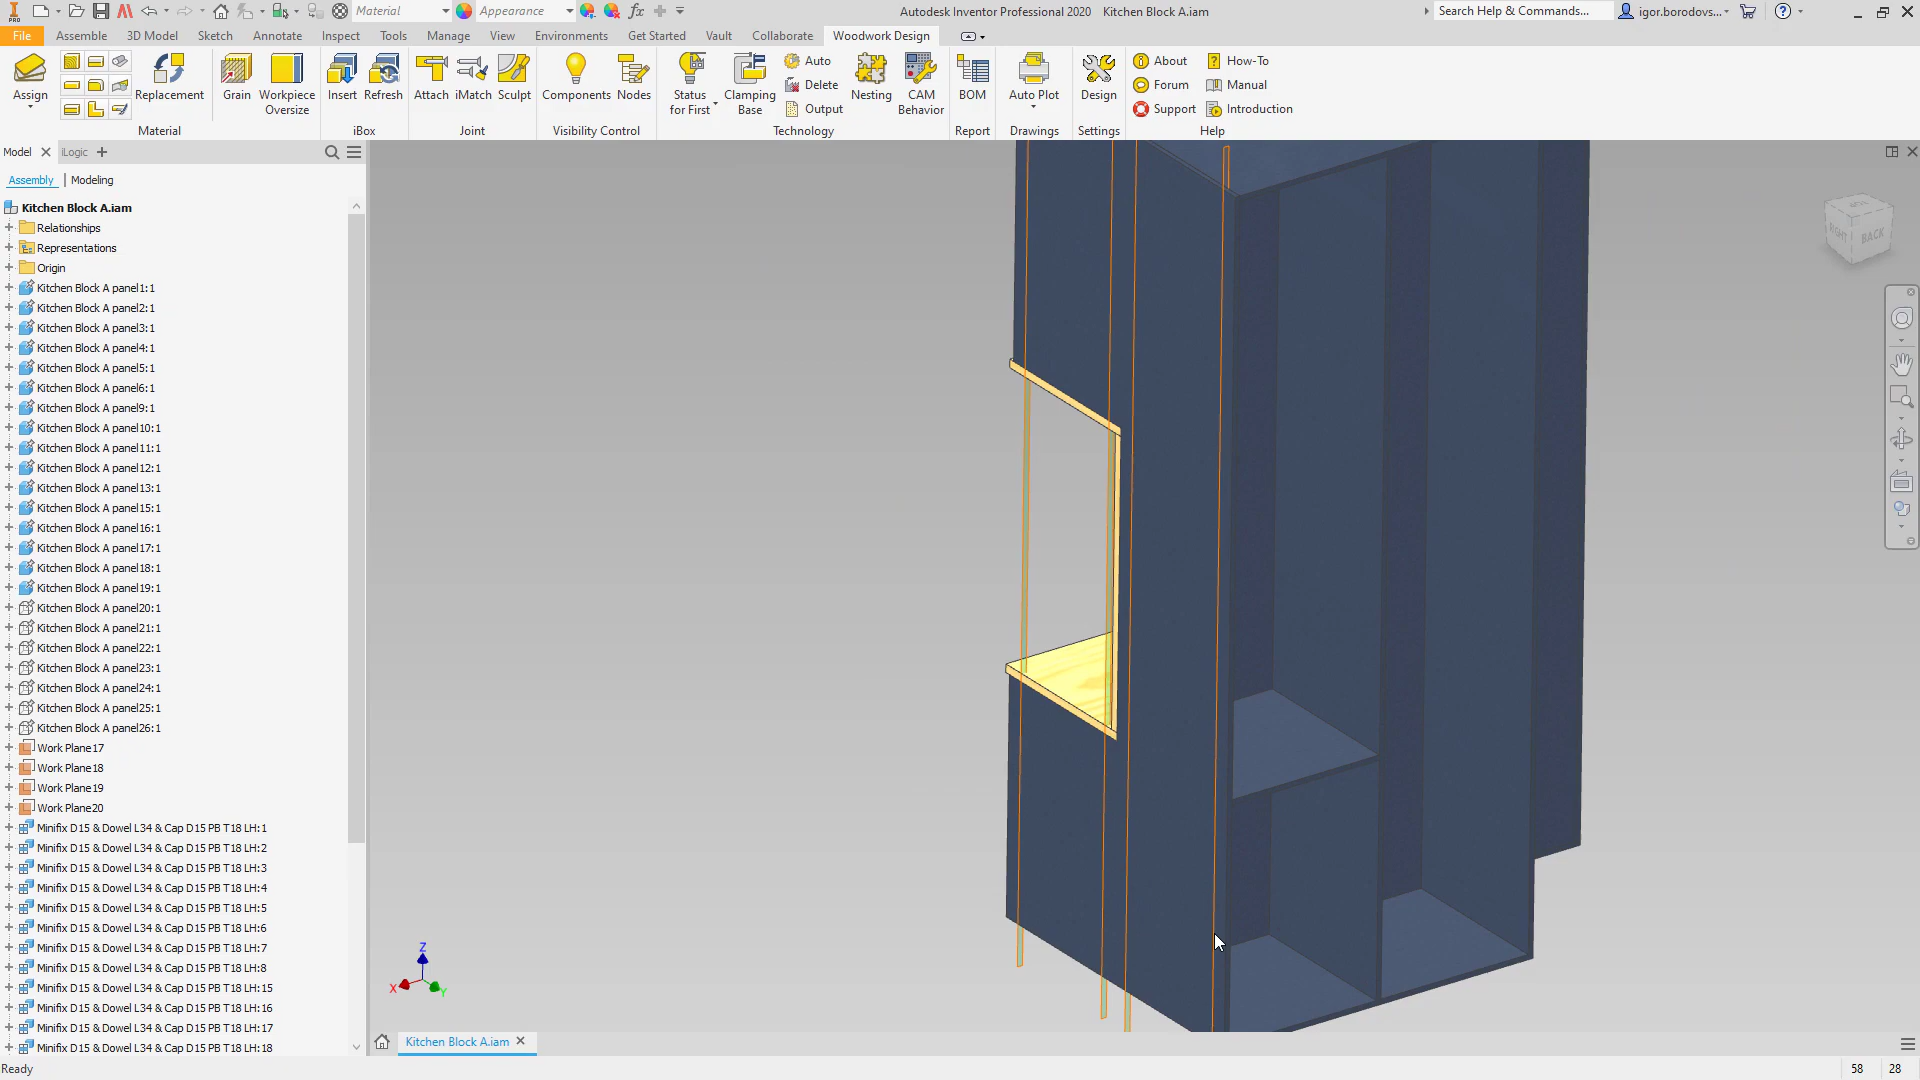 PRO
Material
Appearance
fx
Autodesk Inventor Professional 2020 Kitchen Block A.iam
Search Help & Commands...
igor.borodovs...
File
Assemble
3D Model
Sketch
Annotate
Inspect
Tools
Manage
View
Environments
Get Started
Vault
Collaborate
Woodwork Design
Assign
Replacement
Grain
Workpiece
Oversize
Insert
Refresh
Attach
iMatch
Sculpt
Components
Nodes
Status
for First
Clamping
Base
Auto
Delete
Output
Nesting
CAM
Behavior
BOM
Auto Plot
Design
About
Forum
Support
How-To
Manual
Introduction
Material
iBox
Joint
Visibility Control
Technology
Report
Drawings
Settings
Help
Model
iLogic
Assembly
Modeling
Kitchen Block A.iam
Relationships
Representations
Origin
Kitchen Block A panel1:1
Kitchen Block A panel2:1
Kitchen Block A panel3:1
Kitchen Block A panel4:1
Kitchen Block A panel5:1
Kitchen Block A panel6:1
Kitchen Block A panel9:1
Kitchen Block A panel10:1
Kitchen Block A panel11:1
Kitchen Block A panel12:1
Kitchen Block A panel13:1
Kitchen Block A panel15:1
Kitchen Block A panel16:1
Kitchen Block A panel17:1
Kitchen Block A panel18:1
Kitchen Block A panel19:1
Kitchen Block A panel20:1
Kitchen Block A panel21:1
Kitchen Block A panel22:1
Kitchen Block A panel23:1
Kitchen Block A panel24:1
Kitchen Block A panel25:1
Kitchen Block A panel26:1
Work Plane17
Work Plane18
Work Plane19
Work Plane20
Minifix D15 & Dowel L34 & Cap D15 PB T18 LH:1
Minifix D15 & Dowel L34 & Cap D15 PB T18 LH:2
Minifix D15 & Dowel L34 & Cap D15 PB T18 LH:3
Minifix D15 & Dowel L34 & Cap D15 PB T18 LH:4
Minifix D15 & Dowel L34 & Cap D15 PB T18 LH:5
Minifix D15 & Dowel L34 & Cap D15 PB T18 LH:6
Minifix D15 & Dowel L34 & Cap D15 PB T18 LH:7
Minifix D15 & Dowel L34 & Cap D15 PB T18 LH:8
Minifix D15 & Dowel L34 & Cap D15 PB T18 LH:15
Minifix D15 & Dowel L34 & Cap D15 PB T18 LH:16
Minifix D15 & Dowel L34 & Cap D15 PB T18 LH:17
Minifix D15 & Dowel L34 & Cap D15 PB T18 LH:18
RIGHT
BACK
Z
X
Y
Kitchen Block A.iam
Ready
58
28